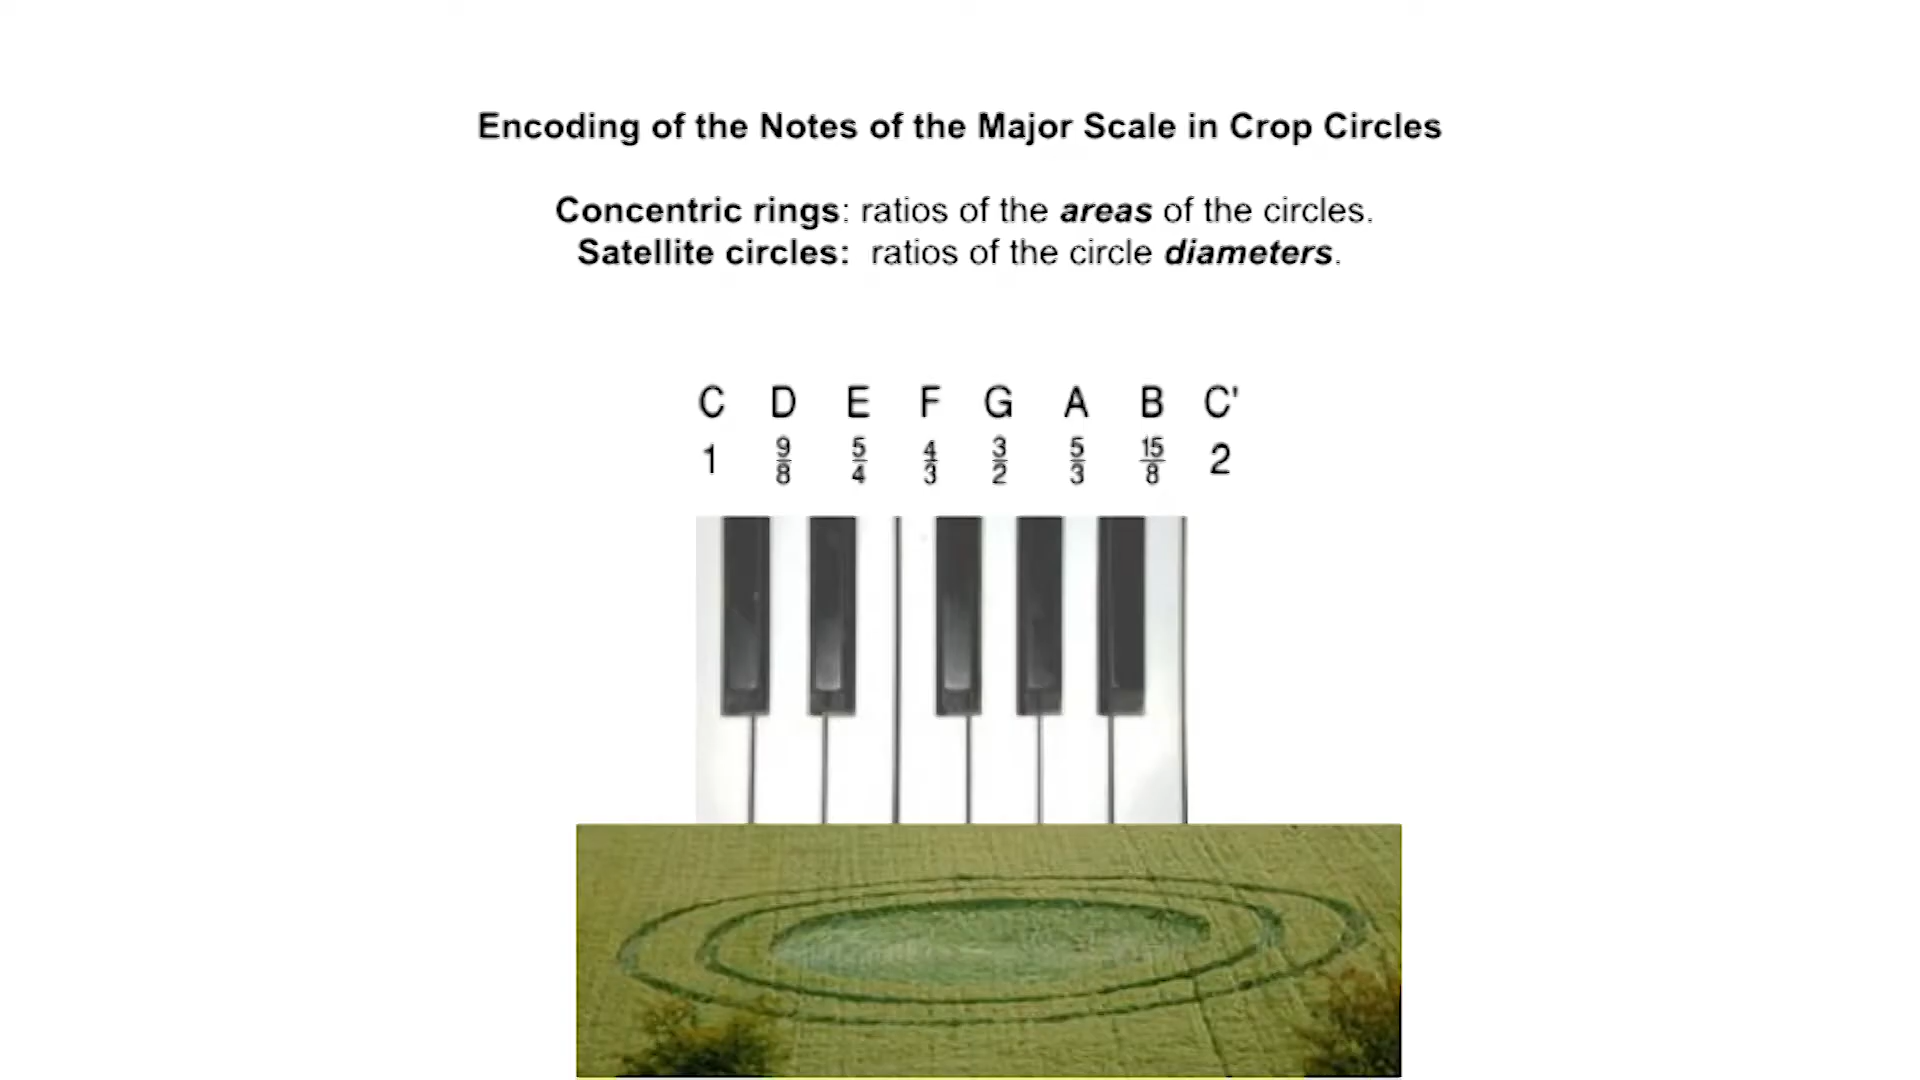 Encoding of the Notes of the Major Scale in Crop Circles
Concentric rings: ratios of the areas of the circles.
Satellite circles: ratios of the circle diameters.
C D E F G A B C'
1 9/8 5/4 4/3 3/2 5/3 15/8 2